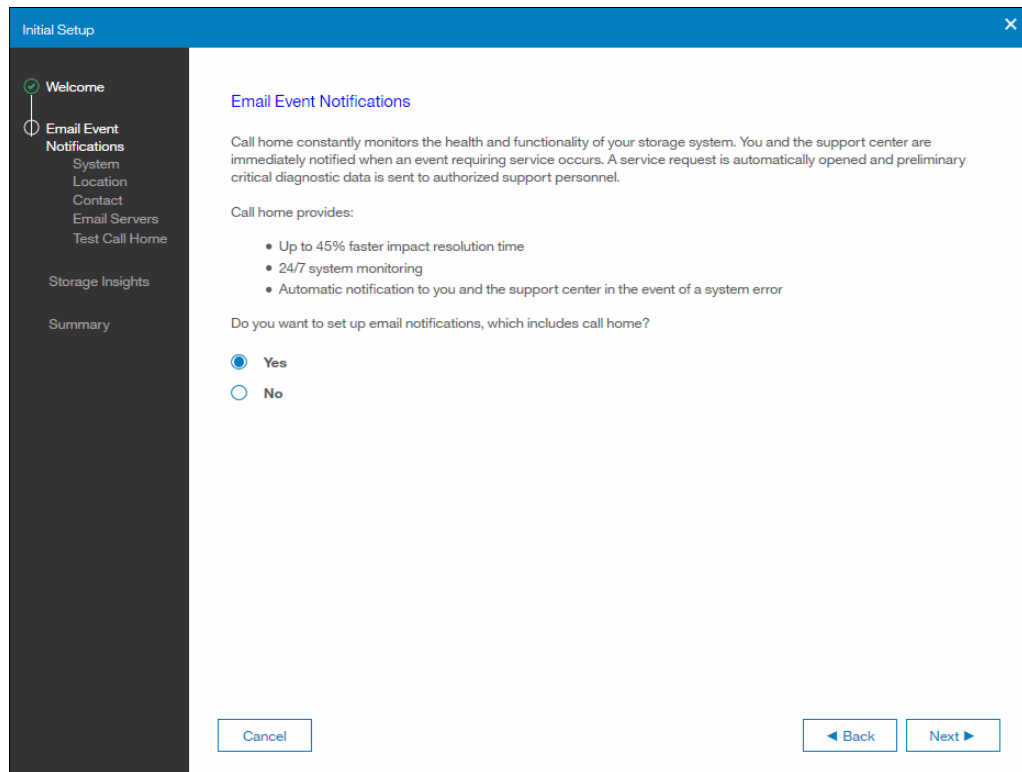 Initial Setup
Welcome
Email Event
Notifications
System
Location
Contact
Email Servers
Test Call Home
Storage Insights
Summary
Email Event Notifications
Call home constantly monitors the health and functionality of your storage system. You and the support center are
immediately notified when an event requiring service occurs. A service request is automatically opened and preliminary
critical diagnostic data is sent to authorized support personnel.
Call home provides:
• Up to 45% faster impact resolution time
• 24/7 system monitoring
• Automatic notification to you and the support center in the event of a system error
Do you want to set up email notifications, which includes call home?
Yes
No
Cancel
◄ Back
Next ►